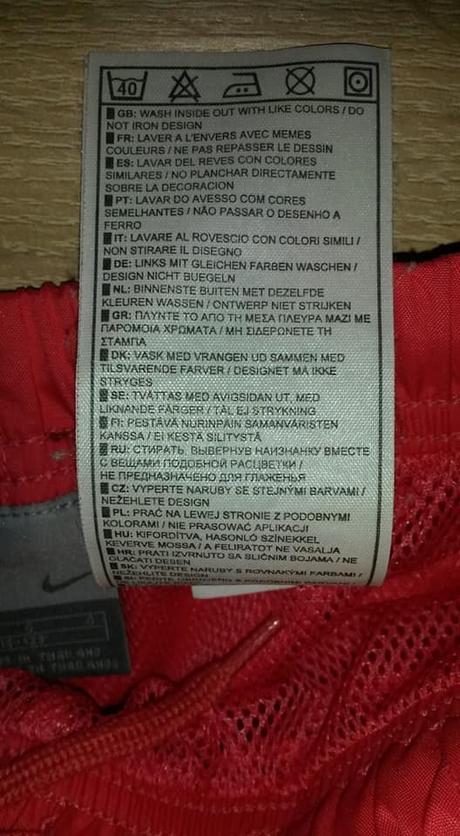 40
GB: WASH INSIDE OUT WITH LIKE COLORS / DO
NOT IRON DESIGN
FR: LAVER A L'ENVERS AVEC MEMES
COULEURS / NE PAS REPASSER LE DESSIN
ES: LAVAR DEL REVES CON COLORES
SIMILARES / NO PLANCHAR DIRECTAMENTE
SOBRE LA DECORACION
PT: LAVAR DO AVESSO COM CORES
SEMELHANTES / NÃO PASSAR O DESENHO A
FERRO
IT: LAVARE AL ROVESCIO CON COLORI SIMILI /
NON STIRARE IL DISEGNO
DE: LINKS MIT GLEICHEN FARBEN WASCHEN /
DESIGN NICHT BUEGELN
NL: BINNENSTE BUITEN MET DEZELFDE
KLEUREN WASSEN / ONTWERP NIET STRIJKEN
GR: ΠΛΥΝΤΕ ΤΟ ΑΠΟ ΤΗ ΜΕΣΑ ΠΛΕΥΡΑ ΜΑΖΙ ΜΕ
ΠΑΡΟΜΟΙΑ ΧΡΩΜΑΤΑ / ΜΗ ΣΙΔΕΡΟΝΕΤΕ ΤΗ
ΣΤΑΜΠΑ
DK: VASK MED VRANGEN UD SAMMEN MED
TILSVARENDE FARVER / DESIGNET MÅ IKKE
STRYGES
SE: TVÄTTAS MED AVIGSIDAN UT, MED
LIKNANDE FÄRGER / TÅL EJ STRYKNING
FI: PESTÄVÄ NURINPÄIN SAMANVÄRISTEN
KANSSA / EI KESTÄ SILITYSTÄ
RU: СТИРАТЬ, ВЫВЕРНУВ НАИЗНАНКУ ВМЕСТЕ
С ВЕЩАМИ ПОДОБНОЙ РАСЦВЕТКИ /
НЕ ПРЕДНАЗНАЧЕНО ДЛЯ ГЛАЖЕНЬЯ
CZ: VYPERTE NARUBY SE STEJNÝMI BARVAMI /
NEŽEHLETE DESIGN
PL: PRAĆ NA LEWEJ STRONIE Z PODOBNYMI
KOLORAMI / NIE PRASOWAĆ APLIKACJI
HU: KIFORDÍTVA, HASONLÓ SZÍNEKKEL
KEVERVE MOSSA / A FELIRATOT NE VASALJA
HR: PRATI IZVRNUTO SA SLIČNIM BOJAMA / NE
GLAČATI DESEN
SK: VYPERTE NARUBY S ROVNAKÝMI FARBAMI /
NEŽEHLITE DESIGN